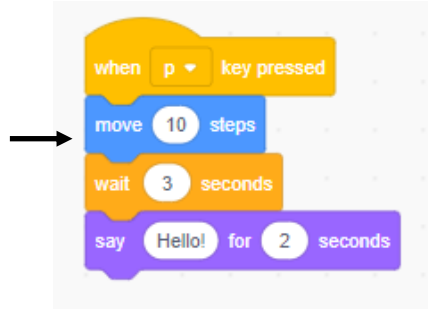 when p key pressed
move 10 steps
wait 3 seconds
say Hello! for 2 seconds